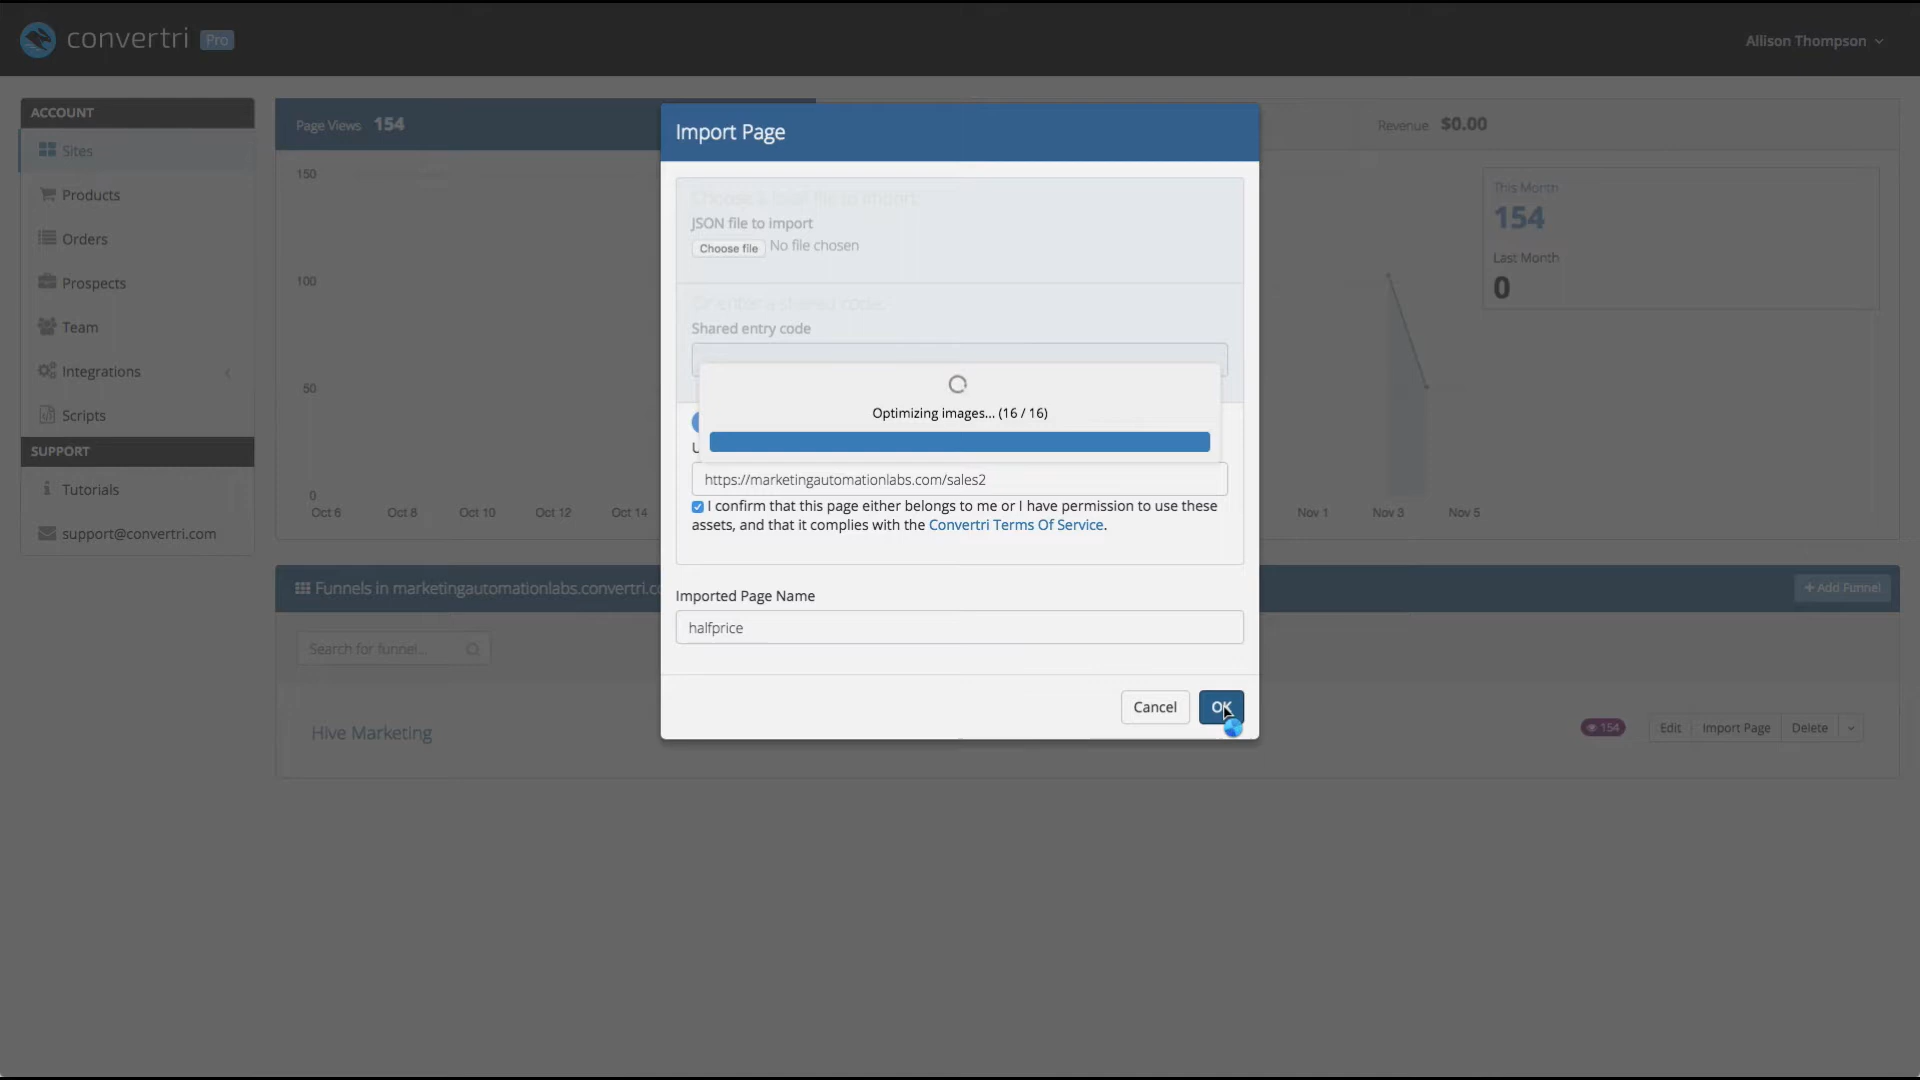 convertri Pro
Allison Thompson
ACCOUNT
Sites
Products
Orders
Prospects
Team
Integrations
Scripts
SUPPORT
Tutorials
support@convertri.com
Page Views 154
Revenue $0.00
150
100
50
0
Oct 6 Oct 8 Oct 10 Oct 12 Oct 14
Nov 1 Nov 3 Nov 5
This Month
154
Last Month
0
Import Page
Choose a local file to import
JSON file to import
Choose file No file chosen
Or enter a shared code.
Shared entry code
Optimizing images... (16 / 16)
U
https://marketingautomationlabs.com/sales2
I confirm that this page either belongs to me or I have permission to use these
assets, and that it complies with the Convertri Terms Of Service.
Imported Page Name
halfprice
Cancel OK
Funnels in marketingautomationlabs.convertri.co
+ Add Funnel
Search for funnel...
Hive Marketing
154
Edit Import Page Delete